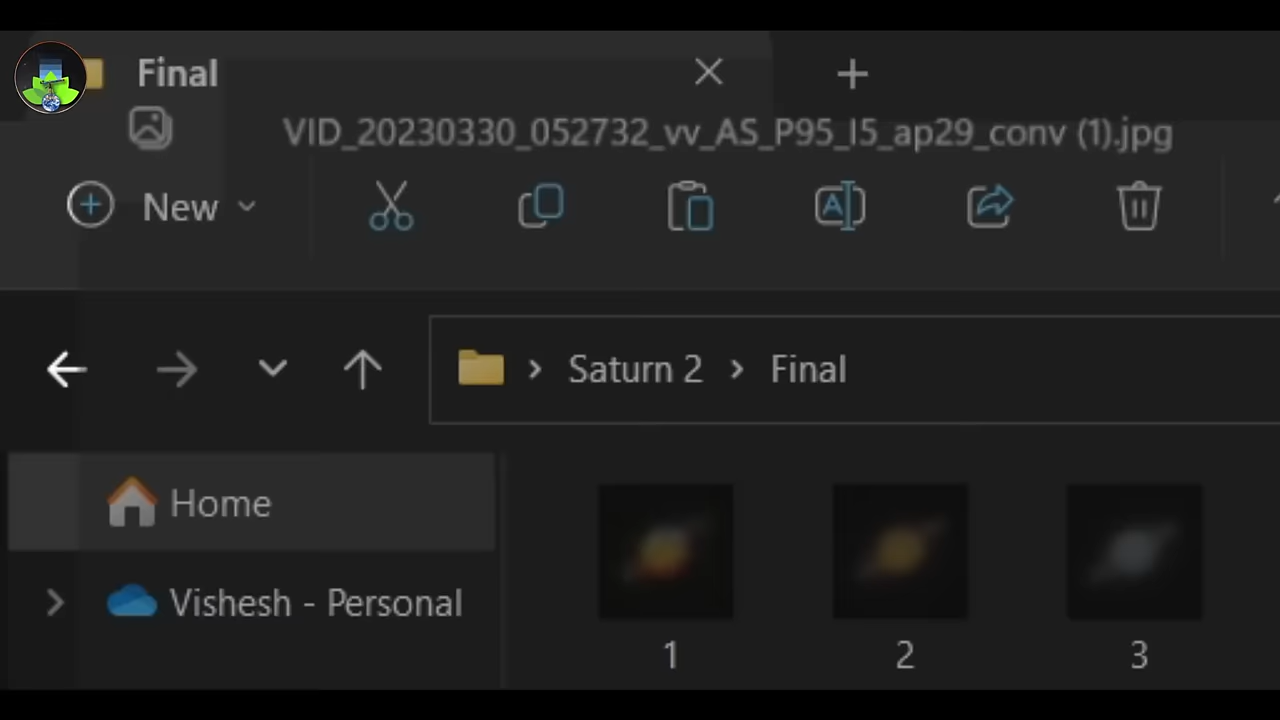 Final
VID_20230330_052732_vv_AS_P95_l5_ap29_conv (1).jpg
New
Saturn 2 Final
Home
Vishesh - Personal
1 2 3